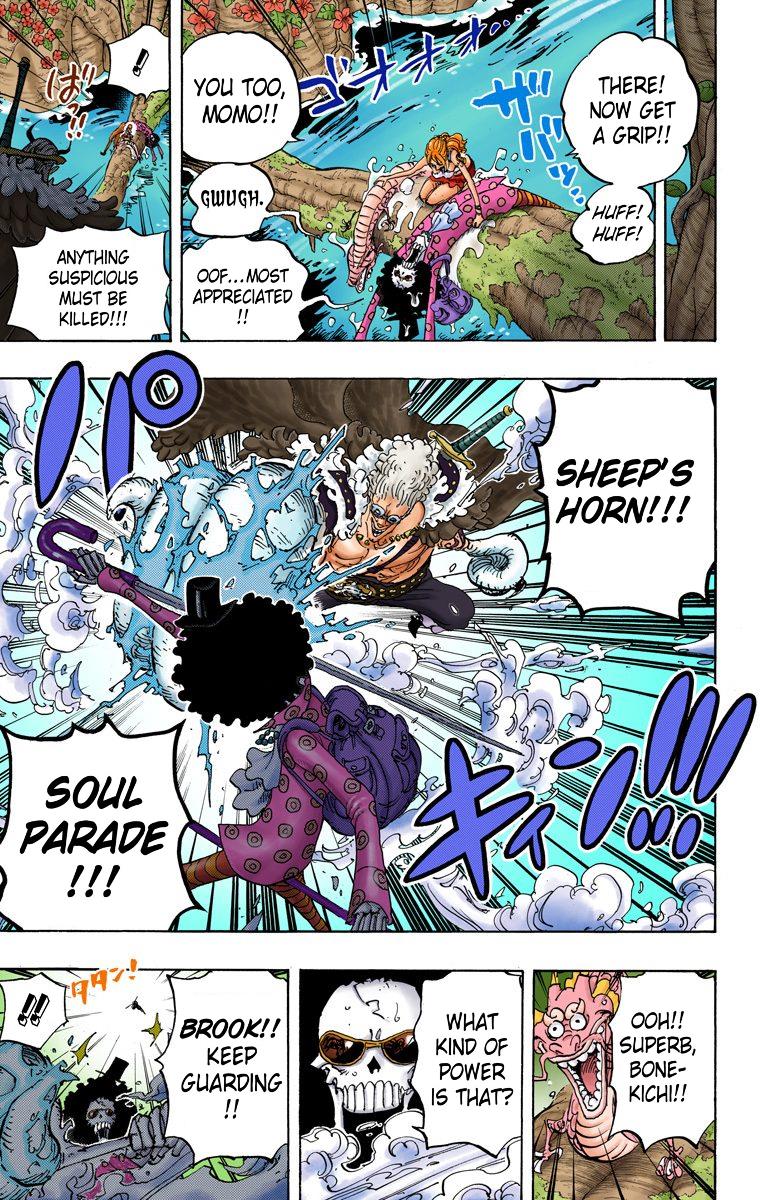 THERE!
NOW GET
A GRIP!!
HUFF!
HUFF!
ザバッ
ゴオオオ…
YOU TOO,
MOMO!!
GWUGH.
OOF...MOST
APPRECIATED
!!
!!
ばっ!!
ANYTHING
SUSPICIOUS
MUST BE
KILLED!!!
SHEEP'S
HORN!!!
パ
キィン!!!
SOUL
PARADE
!!!
OOH!!
SUPERB,
BONE-
KICHI!
WHAT
KIND OF
POWER
IS THAT?
BROOK!!
KEEP
GUARDING
!!
タタン!
!!